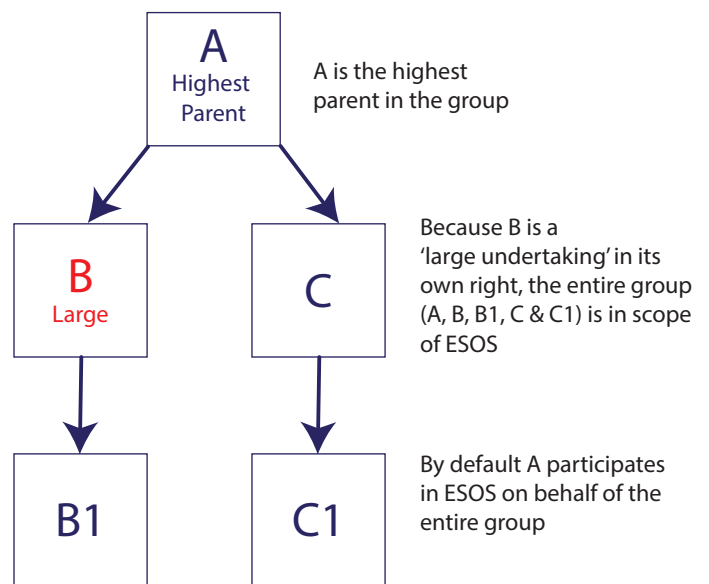 A
Highest
Parent
A is the highest
parent in the group
B
Large
C
Because B is a
‘large undertaking’ in its
own right, the entire group
(A, B, B1, C & C1) is in scope
of ESOS
B1
C1
By default A participates
in ESOS on behalf of the
entire group